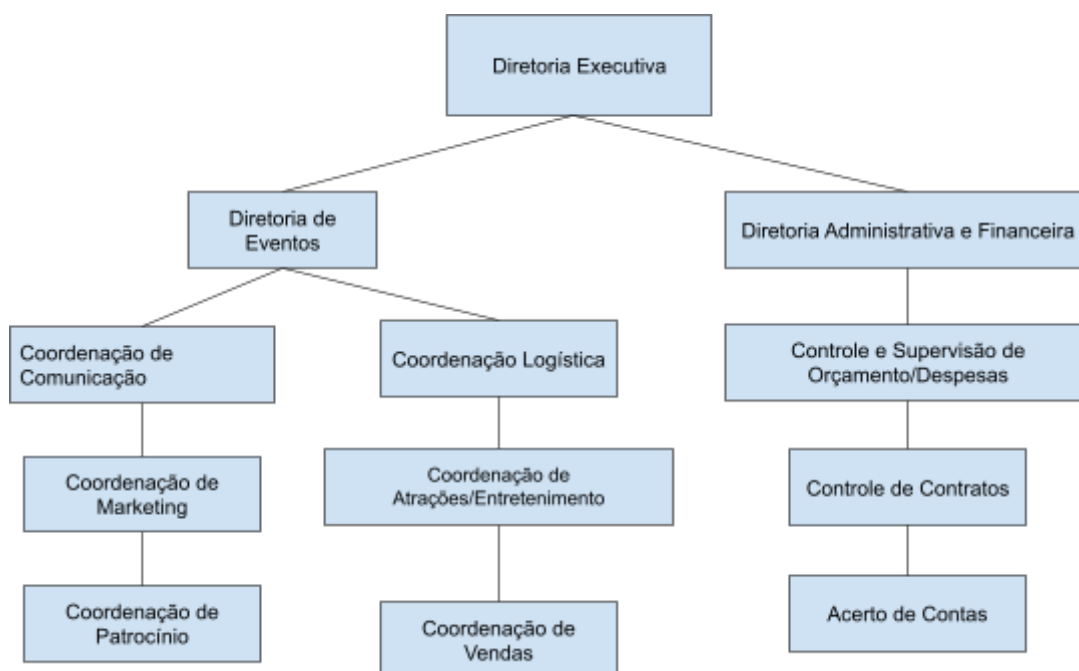 Diretoria Executiva
Diretoria de
Eventos
Diretoria Administrativa e Financeira
Coordenação de
Comunicação
Coordenação Logística
Controle e Supervisão de
Orçamento/Despesas
Coordenação de
Marketing
Coordenação de
Atrações/Entretenimento
Controle de Contratos
Coordenação de
Patrocínio
Coordenação de
Vendas
Acerto de Contas